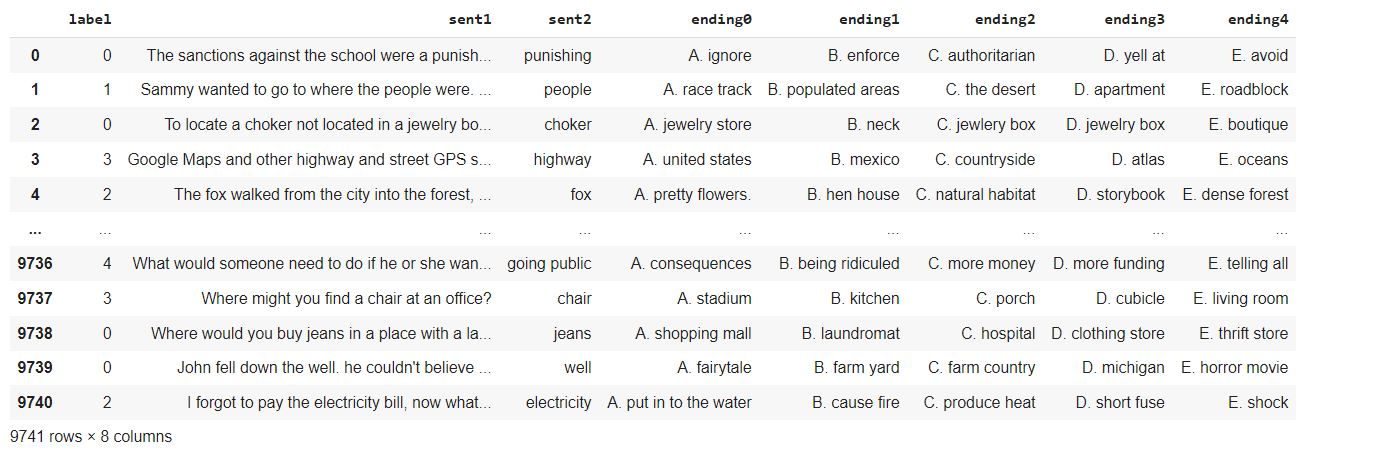 label sent1 sent2 ending0 ending1 ending2 ending3 ending4
0 0 The sanctions against the school were a punish... punishing A. ignore B. enforce C. authoritarian D. yell at E. avoid
1 1 Sammy wanted to go to where the people were. ... people A. race track B. populated areas C. the desert D. apartment E. roadblock
2 0 To locate a choker not located in a jewelry bo... choker A. jewelry store B. neck C. jewlery box D. jewelry box E. boutique
3 3 Google Maps and other highway and street GPS s... highway A. united states B. mexico C. countryside D. atlas E. oceans
4 2 The fox walked from the city into the forest, ... fox A. pretty flowers. B. hen house C. natural habitat D. storybook E. dense forest
... ... ... ... ... ... ... ... ...
9736 4 What would someone need to do if he or she wan... going public A. consequences B. being ridiculed C. more money D. more funding E. telling all
9737 3 Where might you find a chair at an office? chair A. stadium B. kitchen C. porch D. cubicle E. living room
9738 0 Where would you buy jeans in a place with a la... jeans A. shopping mall B. laundromat C. hospital D. clothing store E. thrift store
9739 0 John fell down the well. he couldn't believe ... well A. fairytale B. farm yard C. farm country D. michigan E. horror movie
9740 2 I forgot to pay the electricity bill, now what... electricity A. put in to the water B. cause fire C. produce heat D. short fuse E. shock
9741 rows × 8 columns